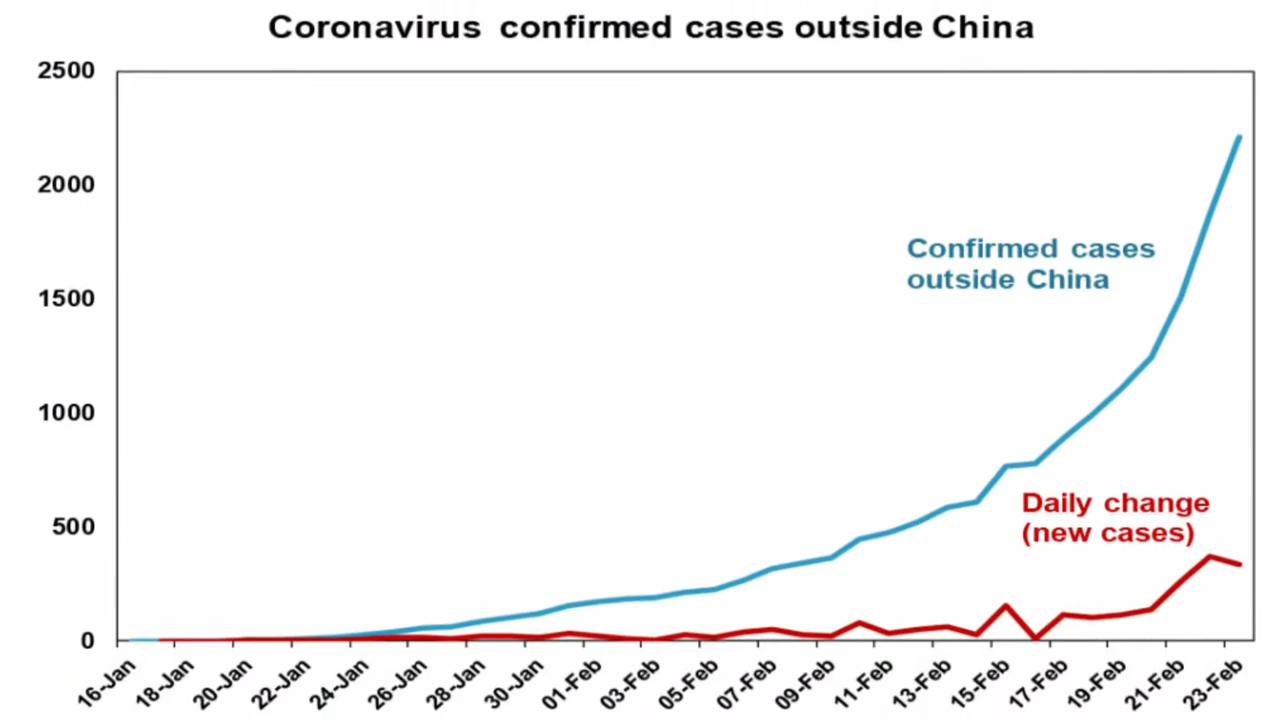 Coronavirus confirmed cases outside China
2500
2000
1500
1000
500
0
Confirmed cases
outside China
Daily change
(new cases)
16-Jan
18-Jan
20-Jan
22-Jan
24-Jan
26-Jan
28-Jan
30-Jan
01-Feb
03-Feb
05-Feb
07-Feb
09-Feb
11-Feb
13-Feb
15-Feb
17-Feb
19-Feb
21-Feb
23-Feb